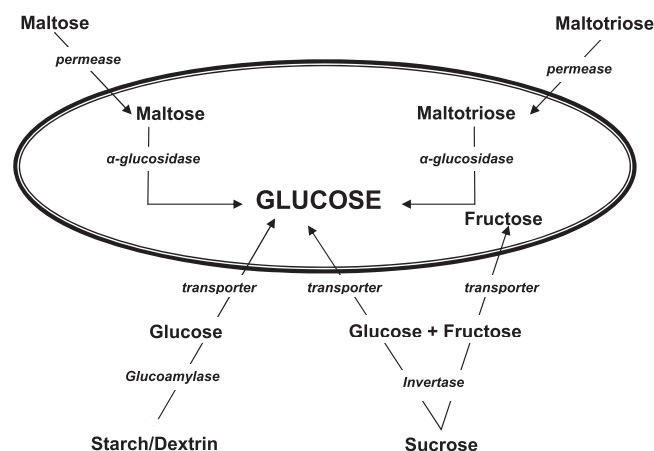 Maltose
Maltotriose
permease
permease
Maltose
Maltotriose
α-glucosidase
α-glucosidase
GLUCOSE
Fructose
transporter
transporter
transporter
Glucose
Glucose + Fructose
Glucoamylase
Invertase
Starch/Dextrin
Sucrose